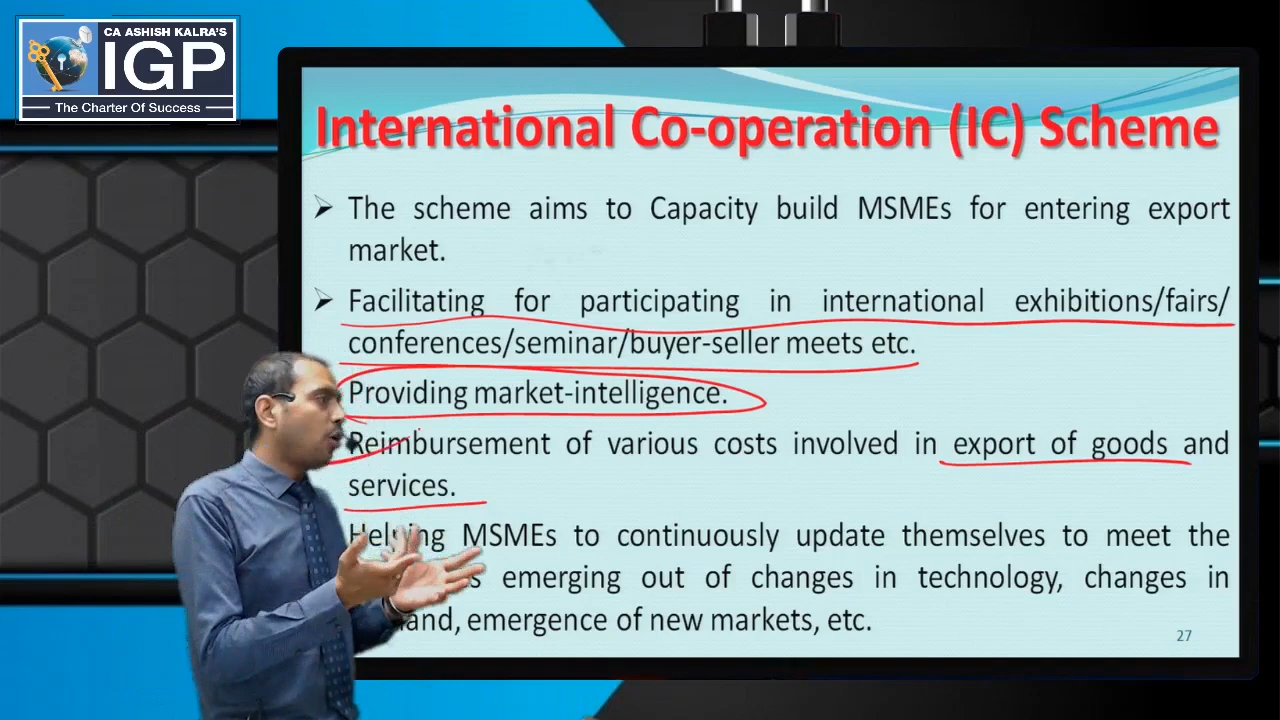 CA ASHISH KALRA'S
IGP
The Charter Of Success
International Co-operation (IC) Scheme
The scheme aims to Capacity build MSMEs for entering export
market.
Facilitating for participating in international exhibitions/fairs/
conferences/seminar/buyer-seller meets etc.
Providing market-intelligence.
Reimbursement of various costs involved in export of goods and
services.
Helping MSMEs to continuously update themselves to meet the
emerging out of changes in technology, changes in
emergence of new markets, etc.
27